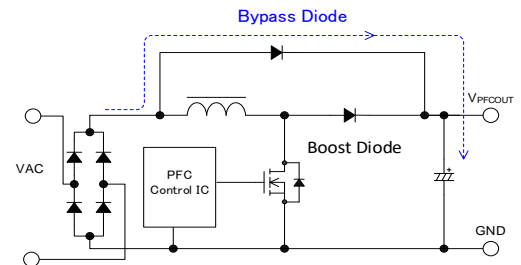 Bypass Diode
VPFCOUT
Boost Diode
VAC
PFC
Control IC
+
GND